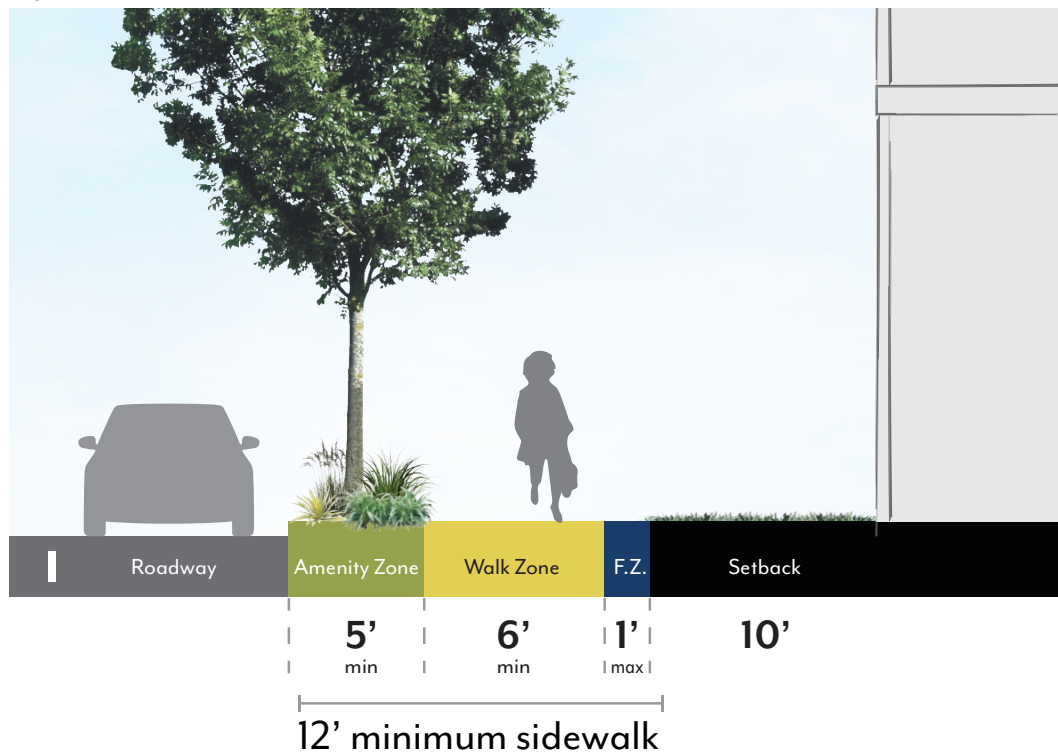 Roadway Amenity Zone Walk Zone F.Z. Setback
5’ 6’ 1’ 10’
min min max
12’ minimum sidewalk